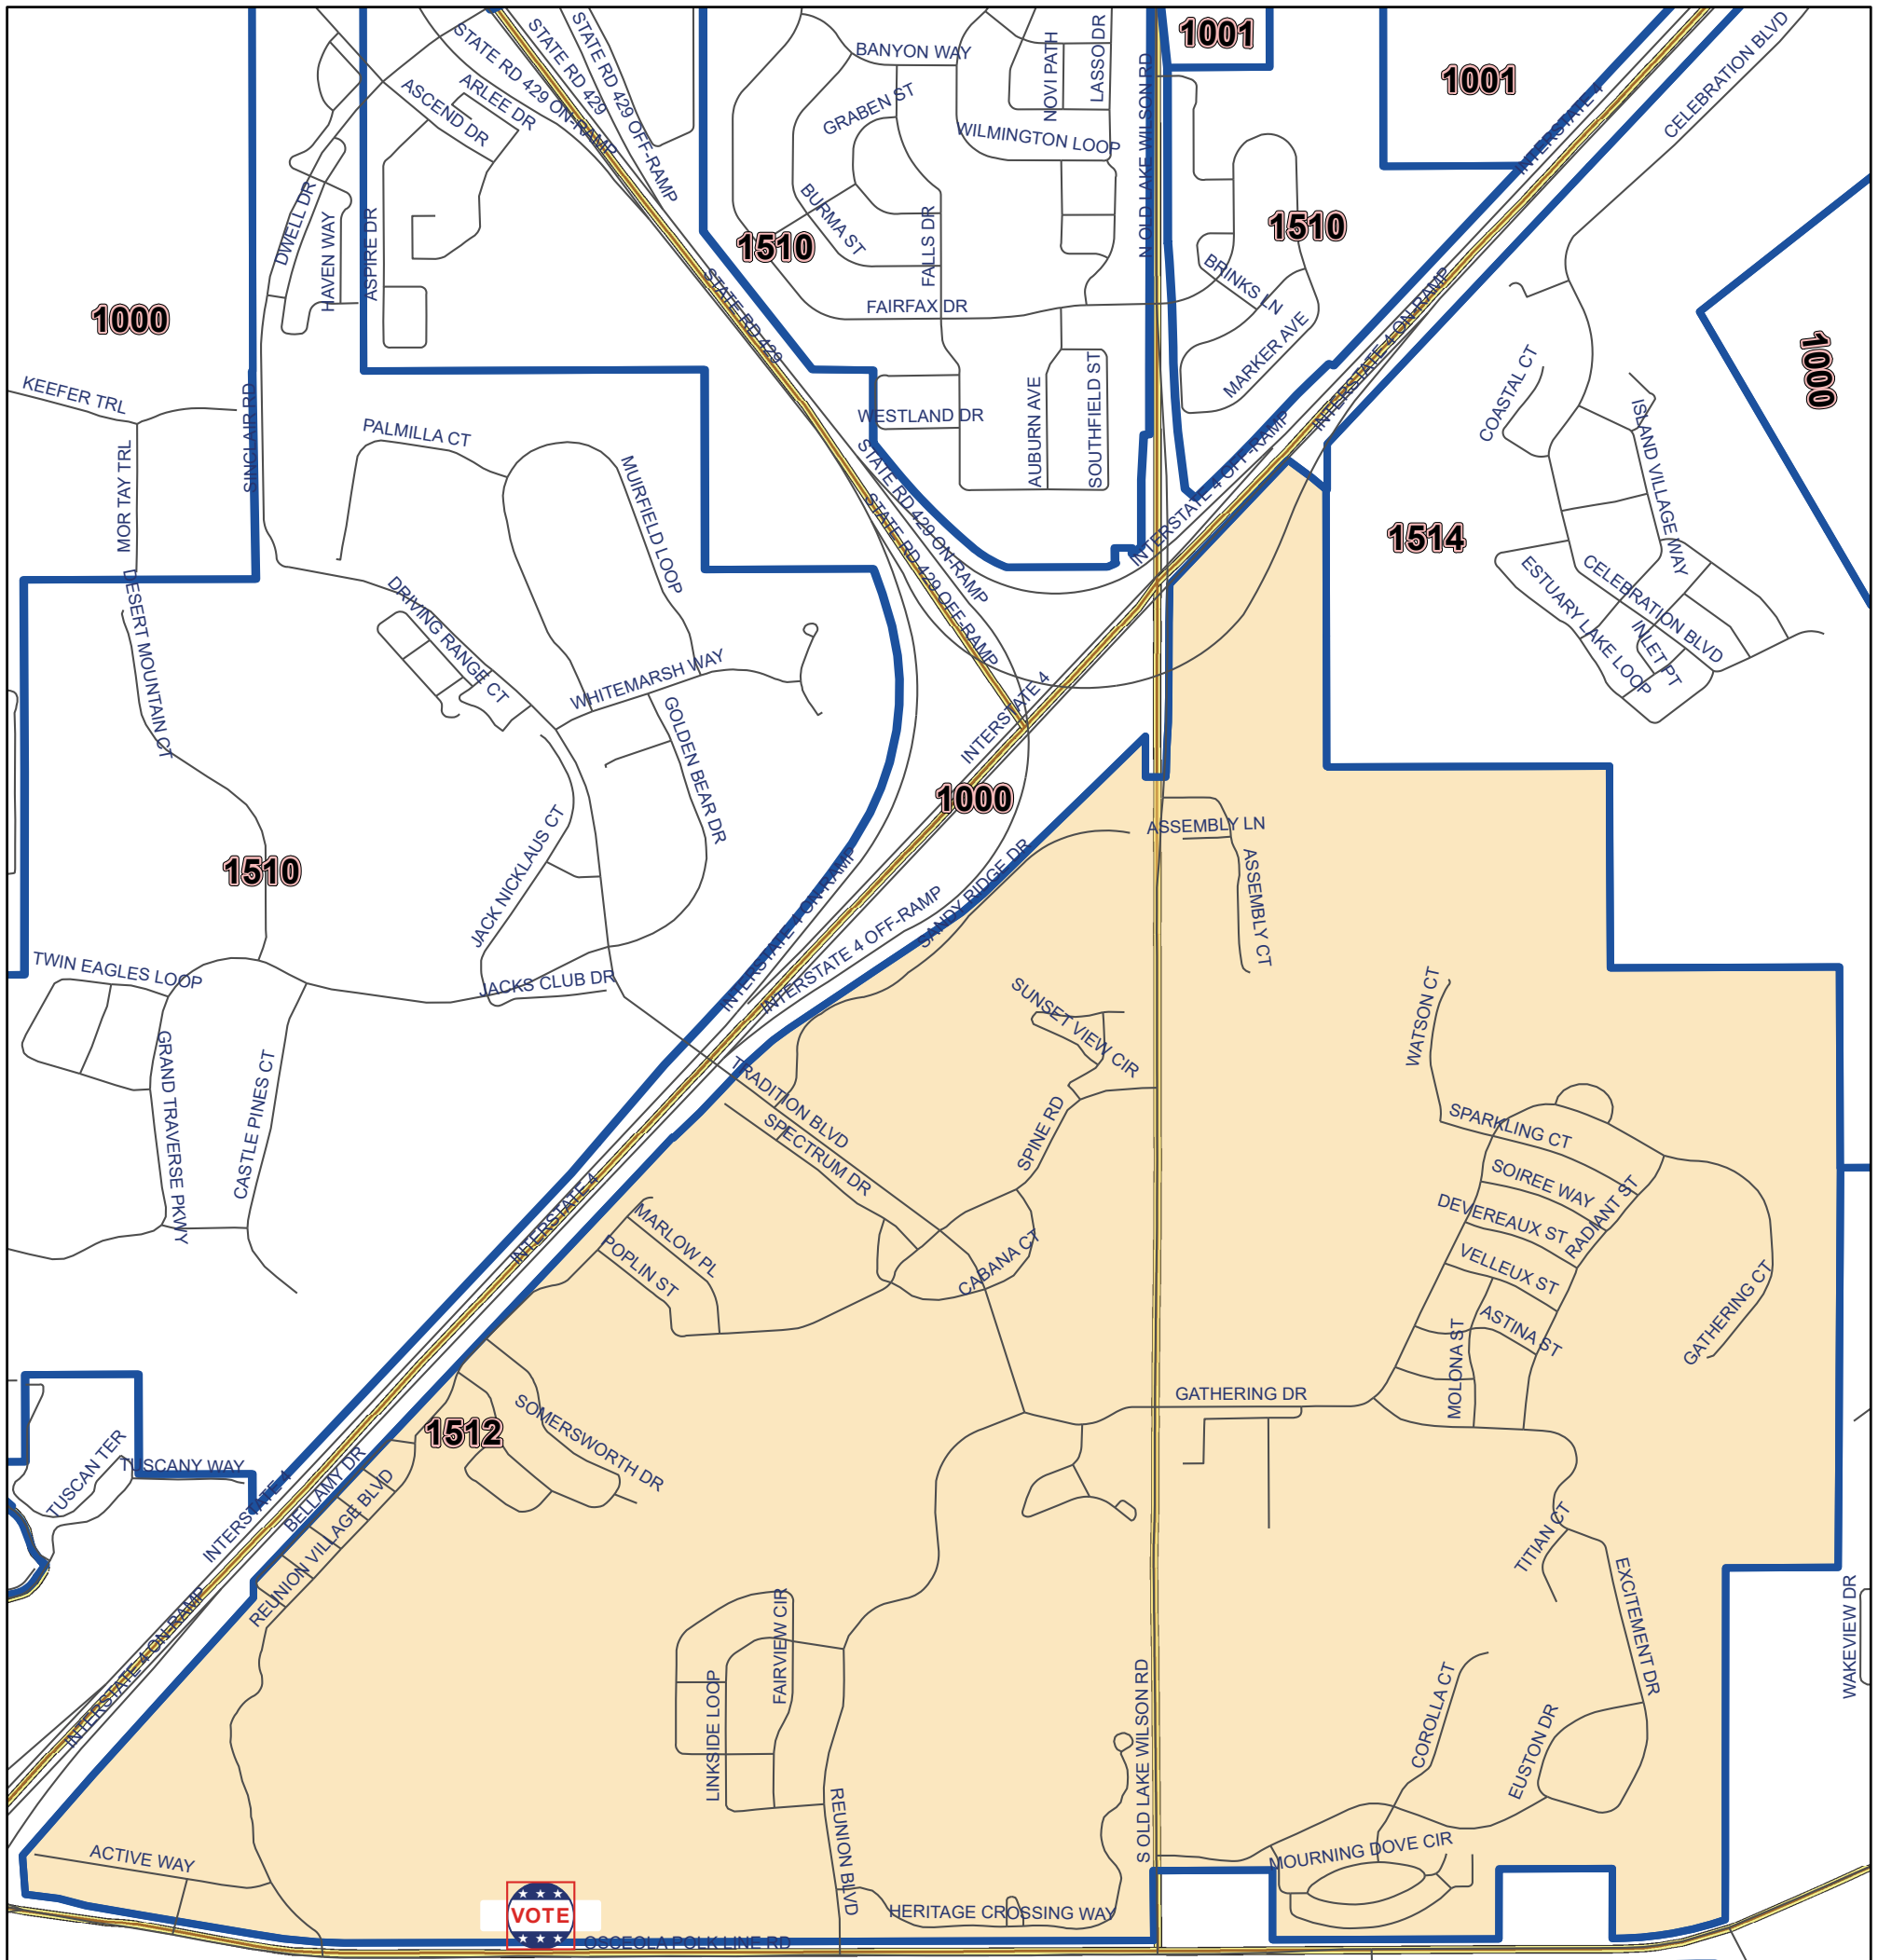 1001
1001
STATE RD 429 ON-RAMP
STATE RD 429
STATE RD 429 OFF-RAMP
BANYON WAY
NOVI PATH
LASSO DR
N OLD LAKE WILSON RD
CELEBRATION BLVD
INTERSTATE 4
ASCEND DR
ARLEE DR
GRABEN ST
WILMINGTON LOOP
DWELL DR
HAVEN WAY
ASPIRE DR
BURMA ST
1510
FALLS DR
1510
BRINKS LN
1000
STATE RD 429
FAIRFAX DR
MARKER AVE
INTERSTATE 4 ON-RAMP
1000
KEEFER TRL
SINCLAIR RD
PALMILLA CT
WESTLAND DR
AUBURN AVE
SOUTHFIELD ST
COASTAL CT
ISLAND VILLAGE WAY
MOR TAY TRL
MUIRFIELD LOOP
STATE RD 429 ON-RAMP
STATE RD 429 OFF-RAMP
INTERSTATE 4 OFF-RAMP
1514
DESERT MOUNTAIN CT
DRIVING RANGE CT
CELEBRATION BLVD
ESTUARY LAKE LOOP
INLET PT
WHITEMARSH WAY
GOLDEN BEAR DR
INTERSTATE 4
1000
JACK NICKLAUS CT
ASSEMBLY LN
ASSEMBLY CT
1510
INTERSTATE 4 ON-RAMP
INTERSTATE 4 OFF-RAMP
SANDY RIDGE DR
TWIN EAGLES LOOP
JACKS CLUB DR
SUNSET VIEW CIR
WATSON CT
GRAND TRAVERSE PKWY
CASTLE PINES CT
TRADITION BLVD
SPECTRUM DR
SPINE RD
SPARKLING CT
SOIREE WAY
DEVEREAUX ST
RADIANT ST
INTERSTATE 4
MARLOW PL
POPLIN ST
CABANA CT
VELLEUX ST
ASTINA ST
MOLONA ST
GATHERING CT
GATHERING DR
1512
SOMERSWORTH DR
TUSCAN TER
TUSCANY WAY
INTERSTATE 4
BELLAMY DR
REUNION VILLAGE BLVD
TITIAN CT
EXCITEMENT DR
WAKEVIEW DR
INTERSTATE 4 ON-RAMP
FAIRVIEW CIR
LINKSIDE LOOP
S OLD LAKE WILSON RD
COROLLA CT
EUSTON DR
REUNION BLVD
ACTIVE WAY
MOURNING DOVE CIR
HERITAGE CROSSING WAY
VOTE
OSCEOLA POLK LINE RD